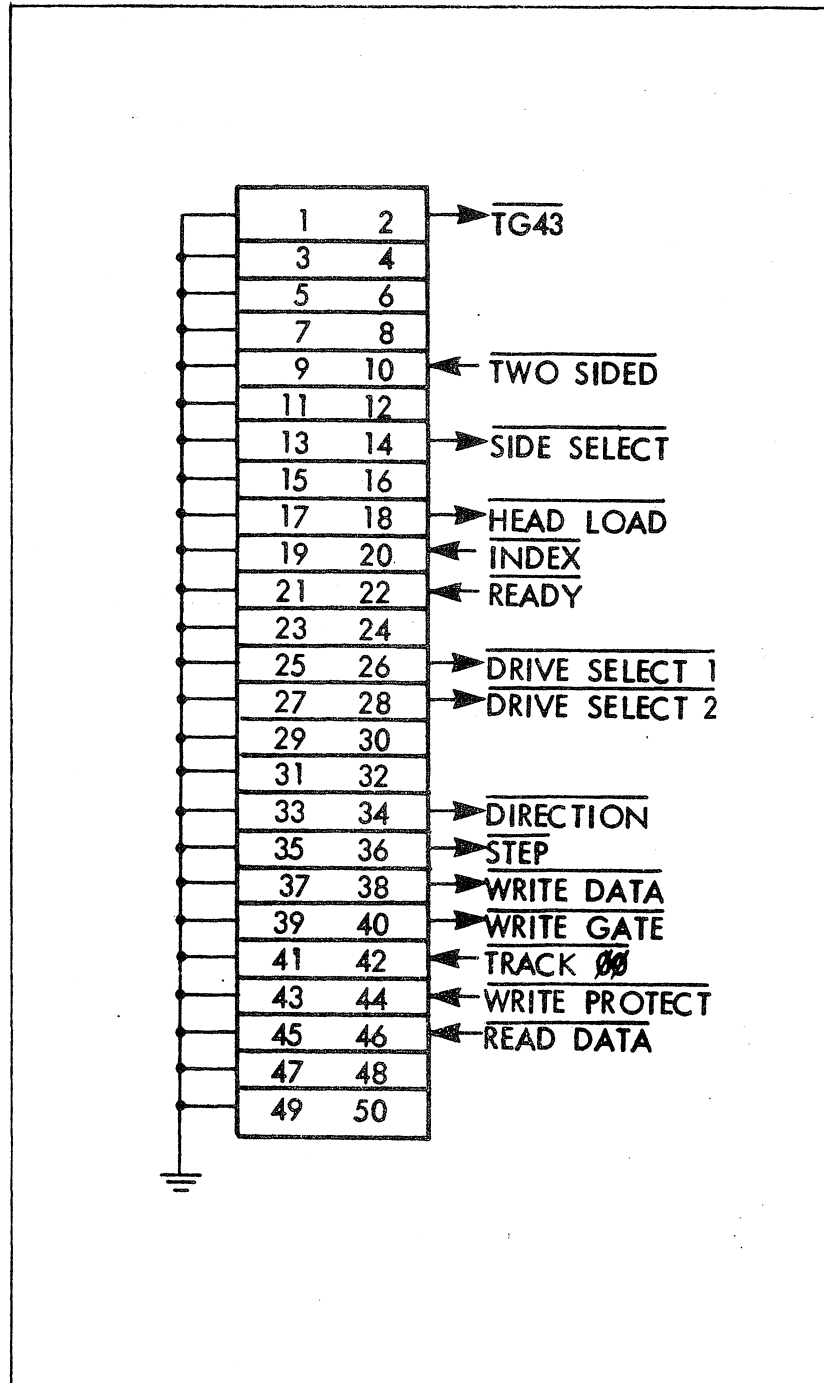 1 2 TG43
3 4
5 6
7 8
9 10 TWO SIDED
11 12
13 14 SIDE SELECT
15 16
17 18 HEAD LOAD
19 20 INDEX
21 22 READY
23 24
25 26 DRIVE SELECT 1
27 28 DRIVE SELECT 2
29 30
31 32
33 34 DIRECTION
35 36 STEP
37 38 WRITE DATA
39 40 WRITE GATE
41 42 TRACK 00
43 44 WRITE PROTECT
45 46 READ DATA
47 48
49 50